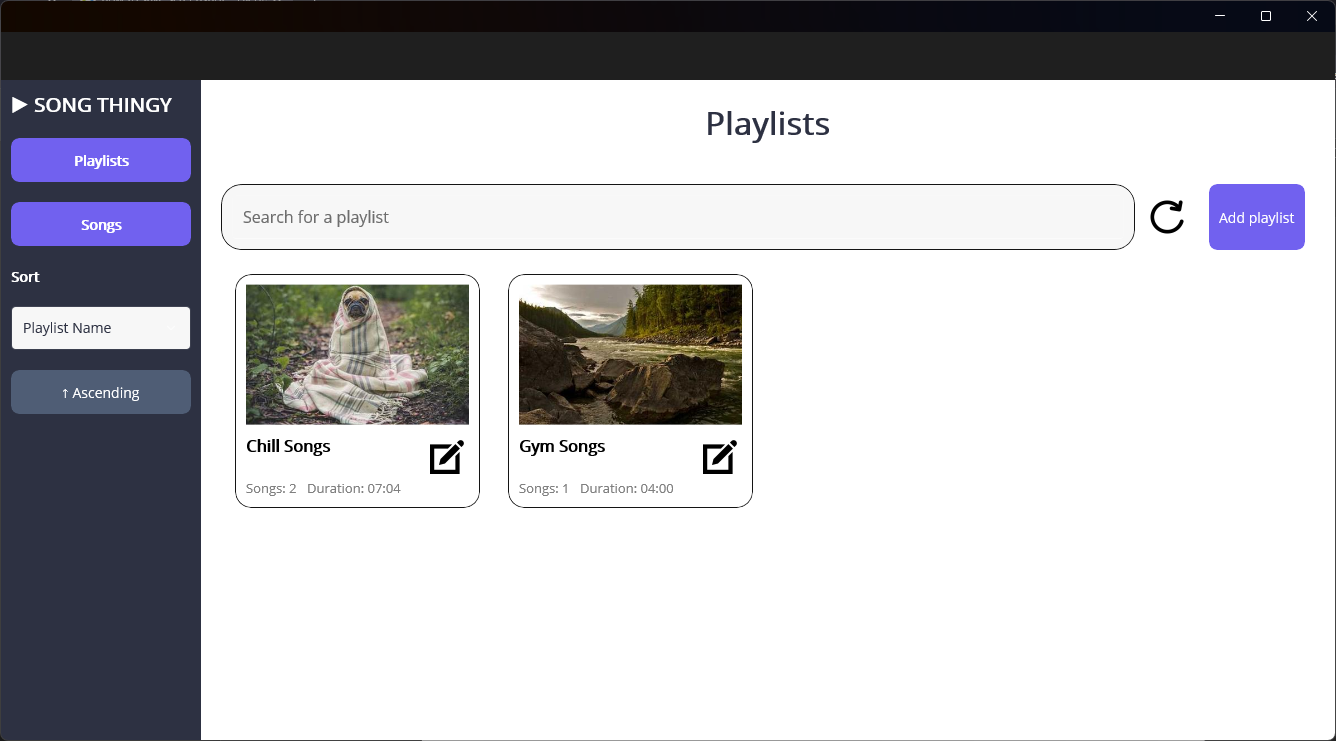 SONG THINGY
Playlists
Songs
Sort
Playlist Name
↑ Ascending
Playlists
Search for a playlist
Add playlist
Chill Songs
Songs: 2 Duration: 07:04
Gym Songs
Songs: 1 Duration: 04:00